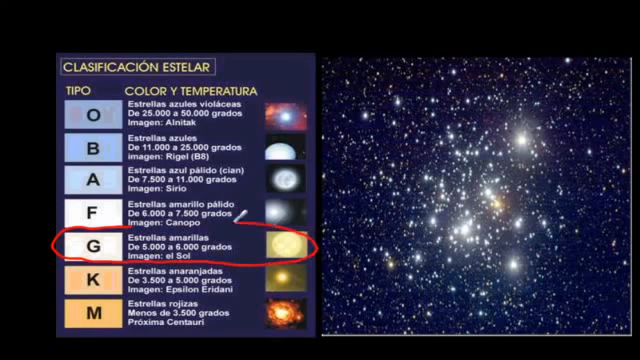 CLASIFICACIÓN ESTELAR
TIPO COLOR Y TEMPERATURA
O
Estrellas azules violáceas
De 25.000 a 50.000 grados
Imagen: Alnitak
B
Estrellas azules
De 11.000 a 25.000 grados
imagen: Rigel (B8)
A
Estrellas azul pálido (cian)
De 7.500 a 11.000 grados
Imagen: Sirio
F
Estrellas amarillo pálido
De 6.000 a 7.500 grados
Imagen: Canopo
G
Estrellas amarillas
De 5.000 a 6.000 grados
Imagen: el Sol
K
Estrellas anaranjadas
De 3.500 a 5.000 grados
Imagen: Epsilon Eridani
M
Estrellas rojizas
Menos de 3.500 grados
Próxima Centauri